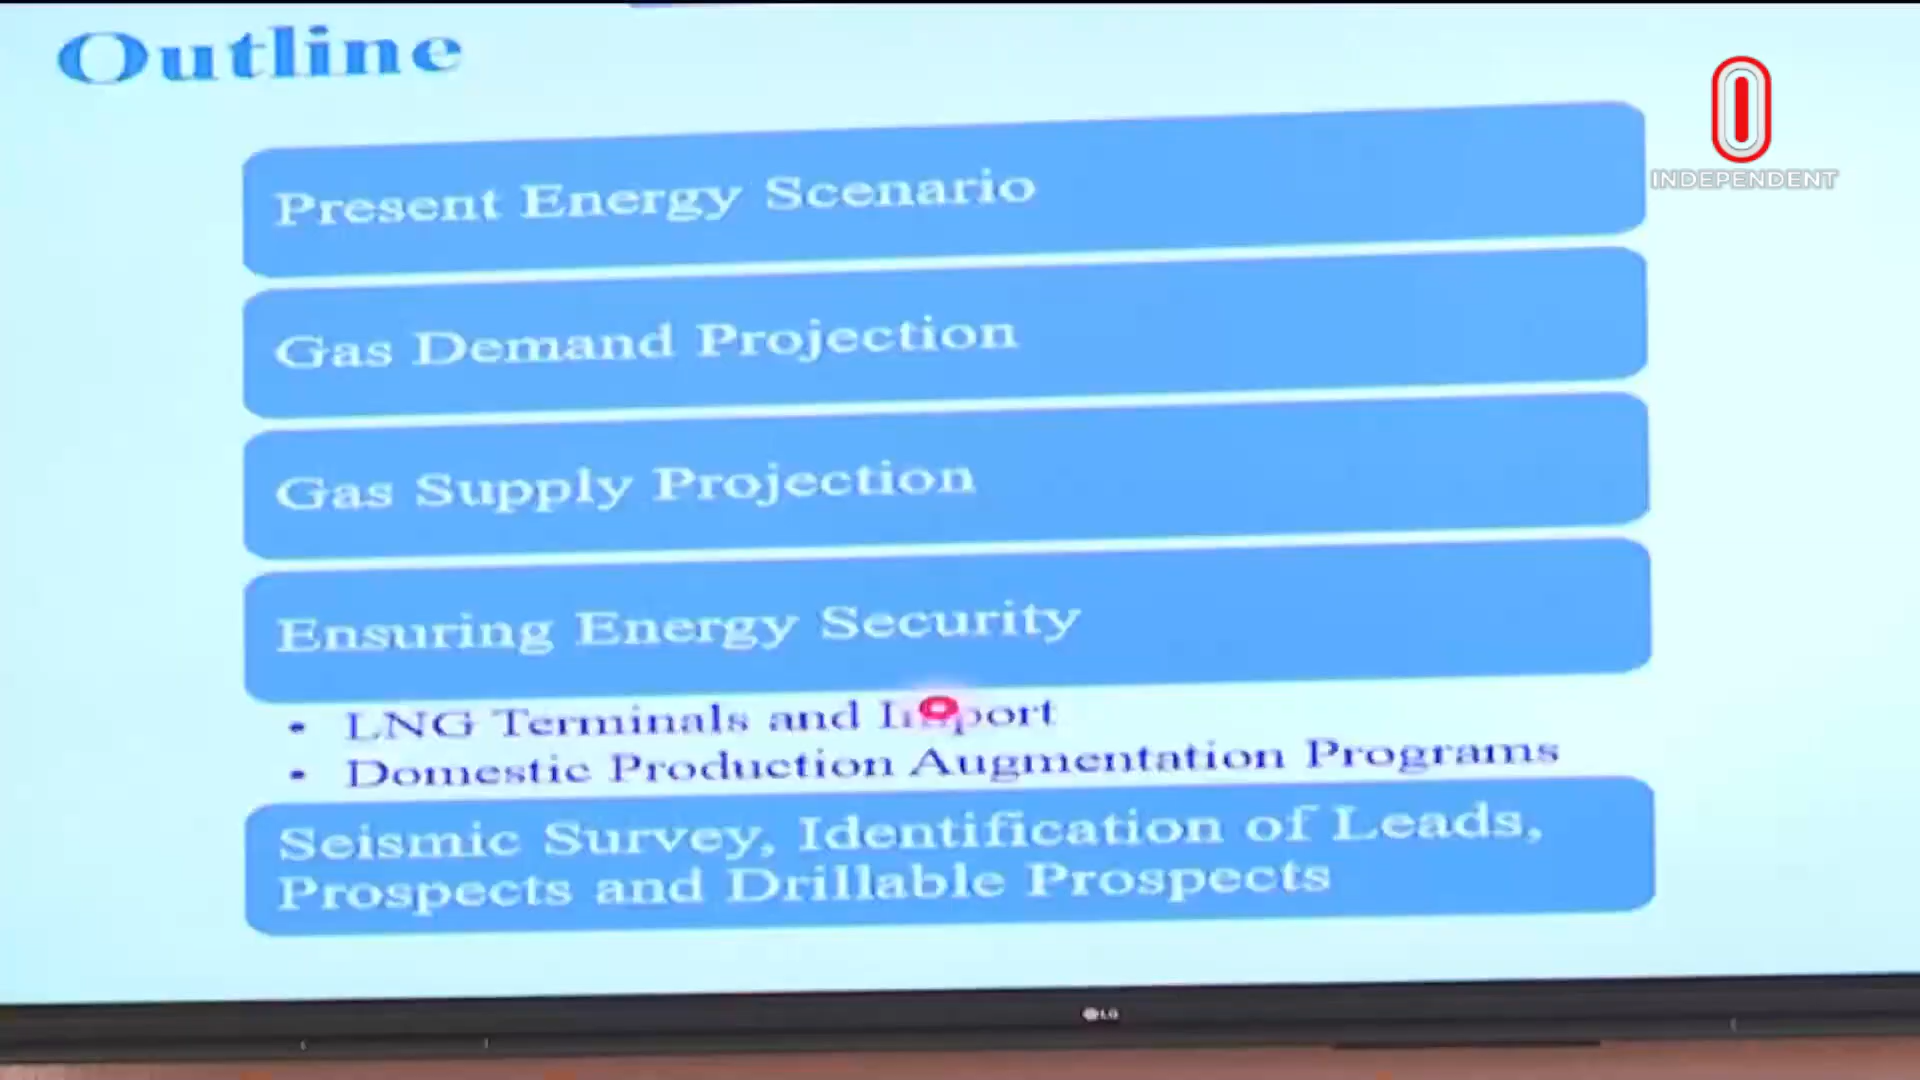 Outline
INDEPENDENT
Present Energy Scenario
Gas Demand Projection
Gas Supply Projection
Ensuring Energy Security
• LNG Terminals and Import
• Domestic Production Augmentation Programs
Seismic Survey, Identification of Leads,
Prospects and Drillable Prospects
LG